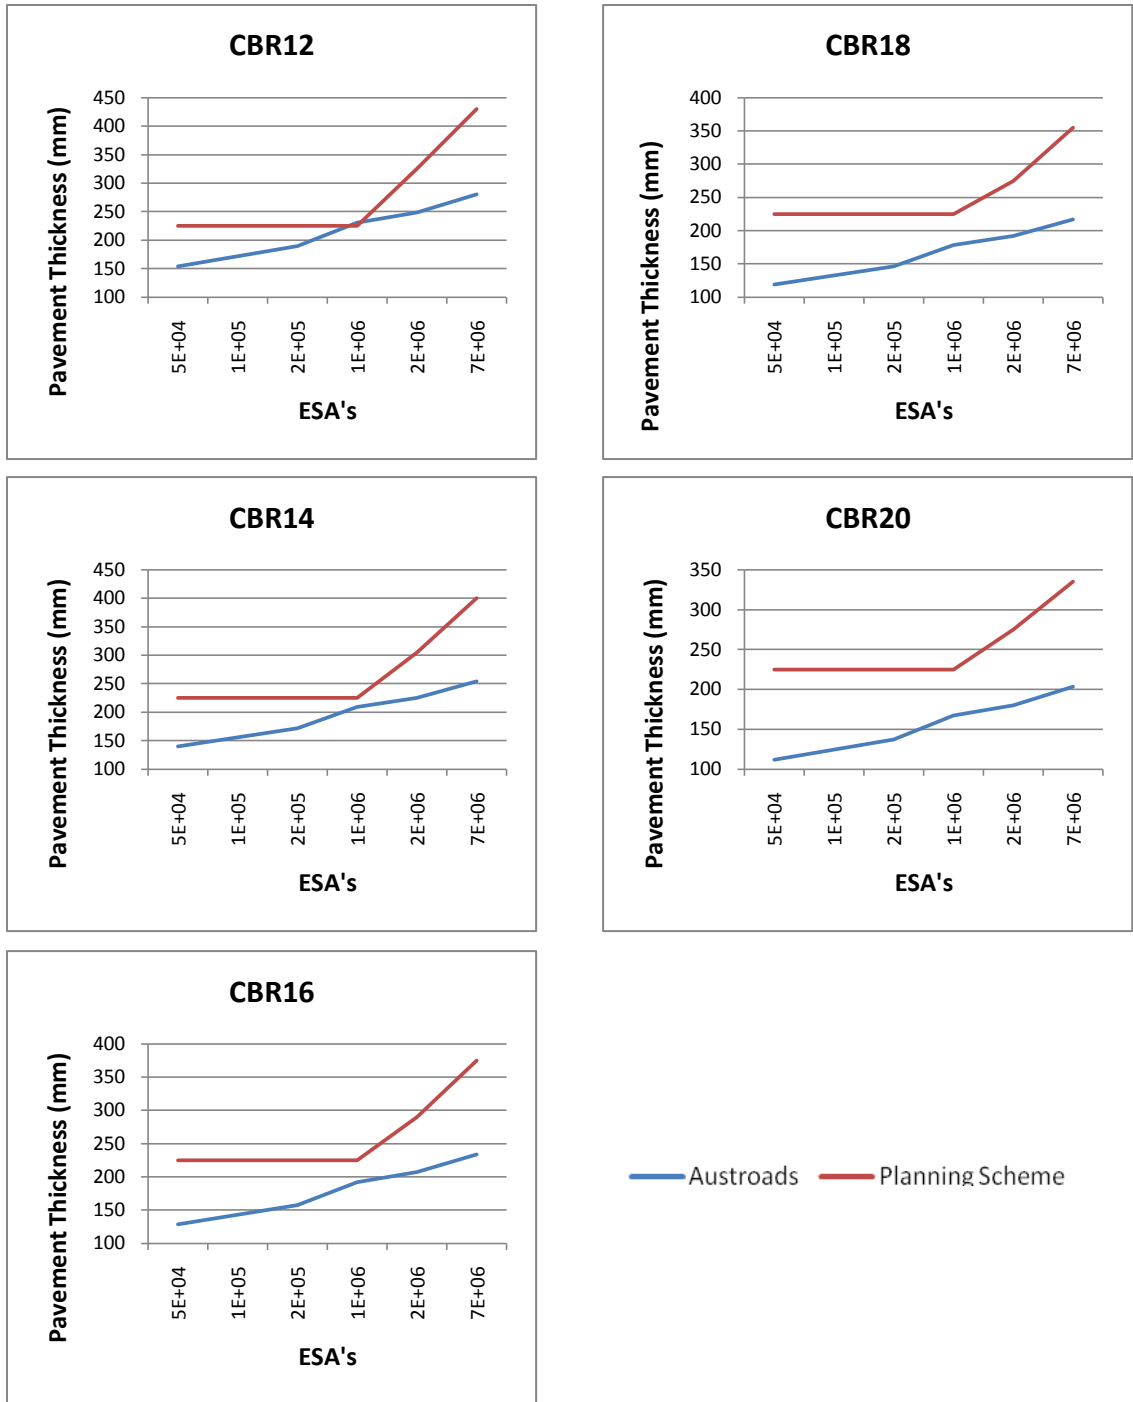 CBR12
Pavement Thickness (mm)
450
400
350
300
250
200
150
100
5E+04
1E+05
2E+05
1E+06
2E+06
7E+06
ESA's
CBR18
Pavement Thickness (mm)
400
350
300
250
200
150
100
5E+04
1E+05
2E+05
1E+06
2E+06
7E+06
ESA's
CBR14
Pavement Thickness (mm)
450
400
350
300
250
200
150
100
5E+04
1E+05
2E+05
1E+06
2E+06
7E+06
ESA's
CBR20
Pavement Thickness (mm)
350
300
250
200
150
100
5E+04
1E+05
2E+05
1E+06
2E+06
7E+06
ESA's
CBR16
Pavement Thickness (mm)
400
350
300
250
200
150
100
5E+04
1E+05
2E+05
1E+06
2E+06
7E+06
ESA's
Austroads Planning Scheme